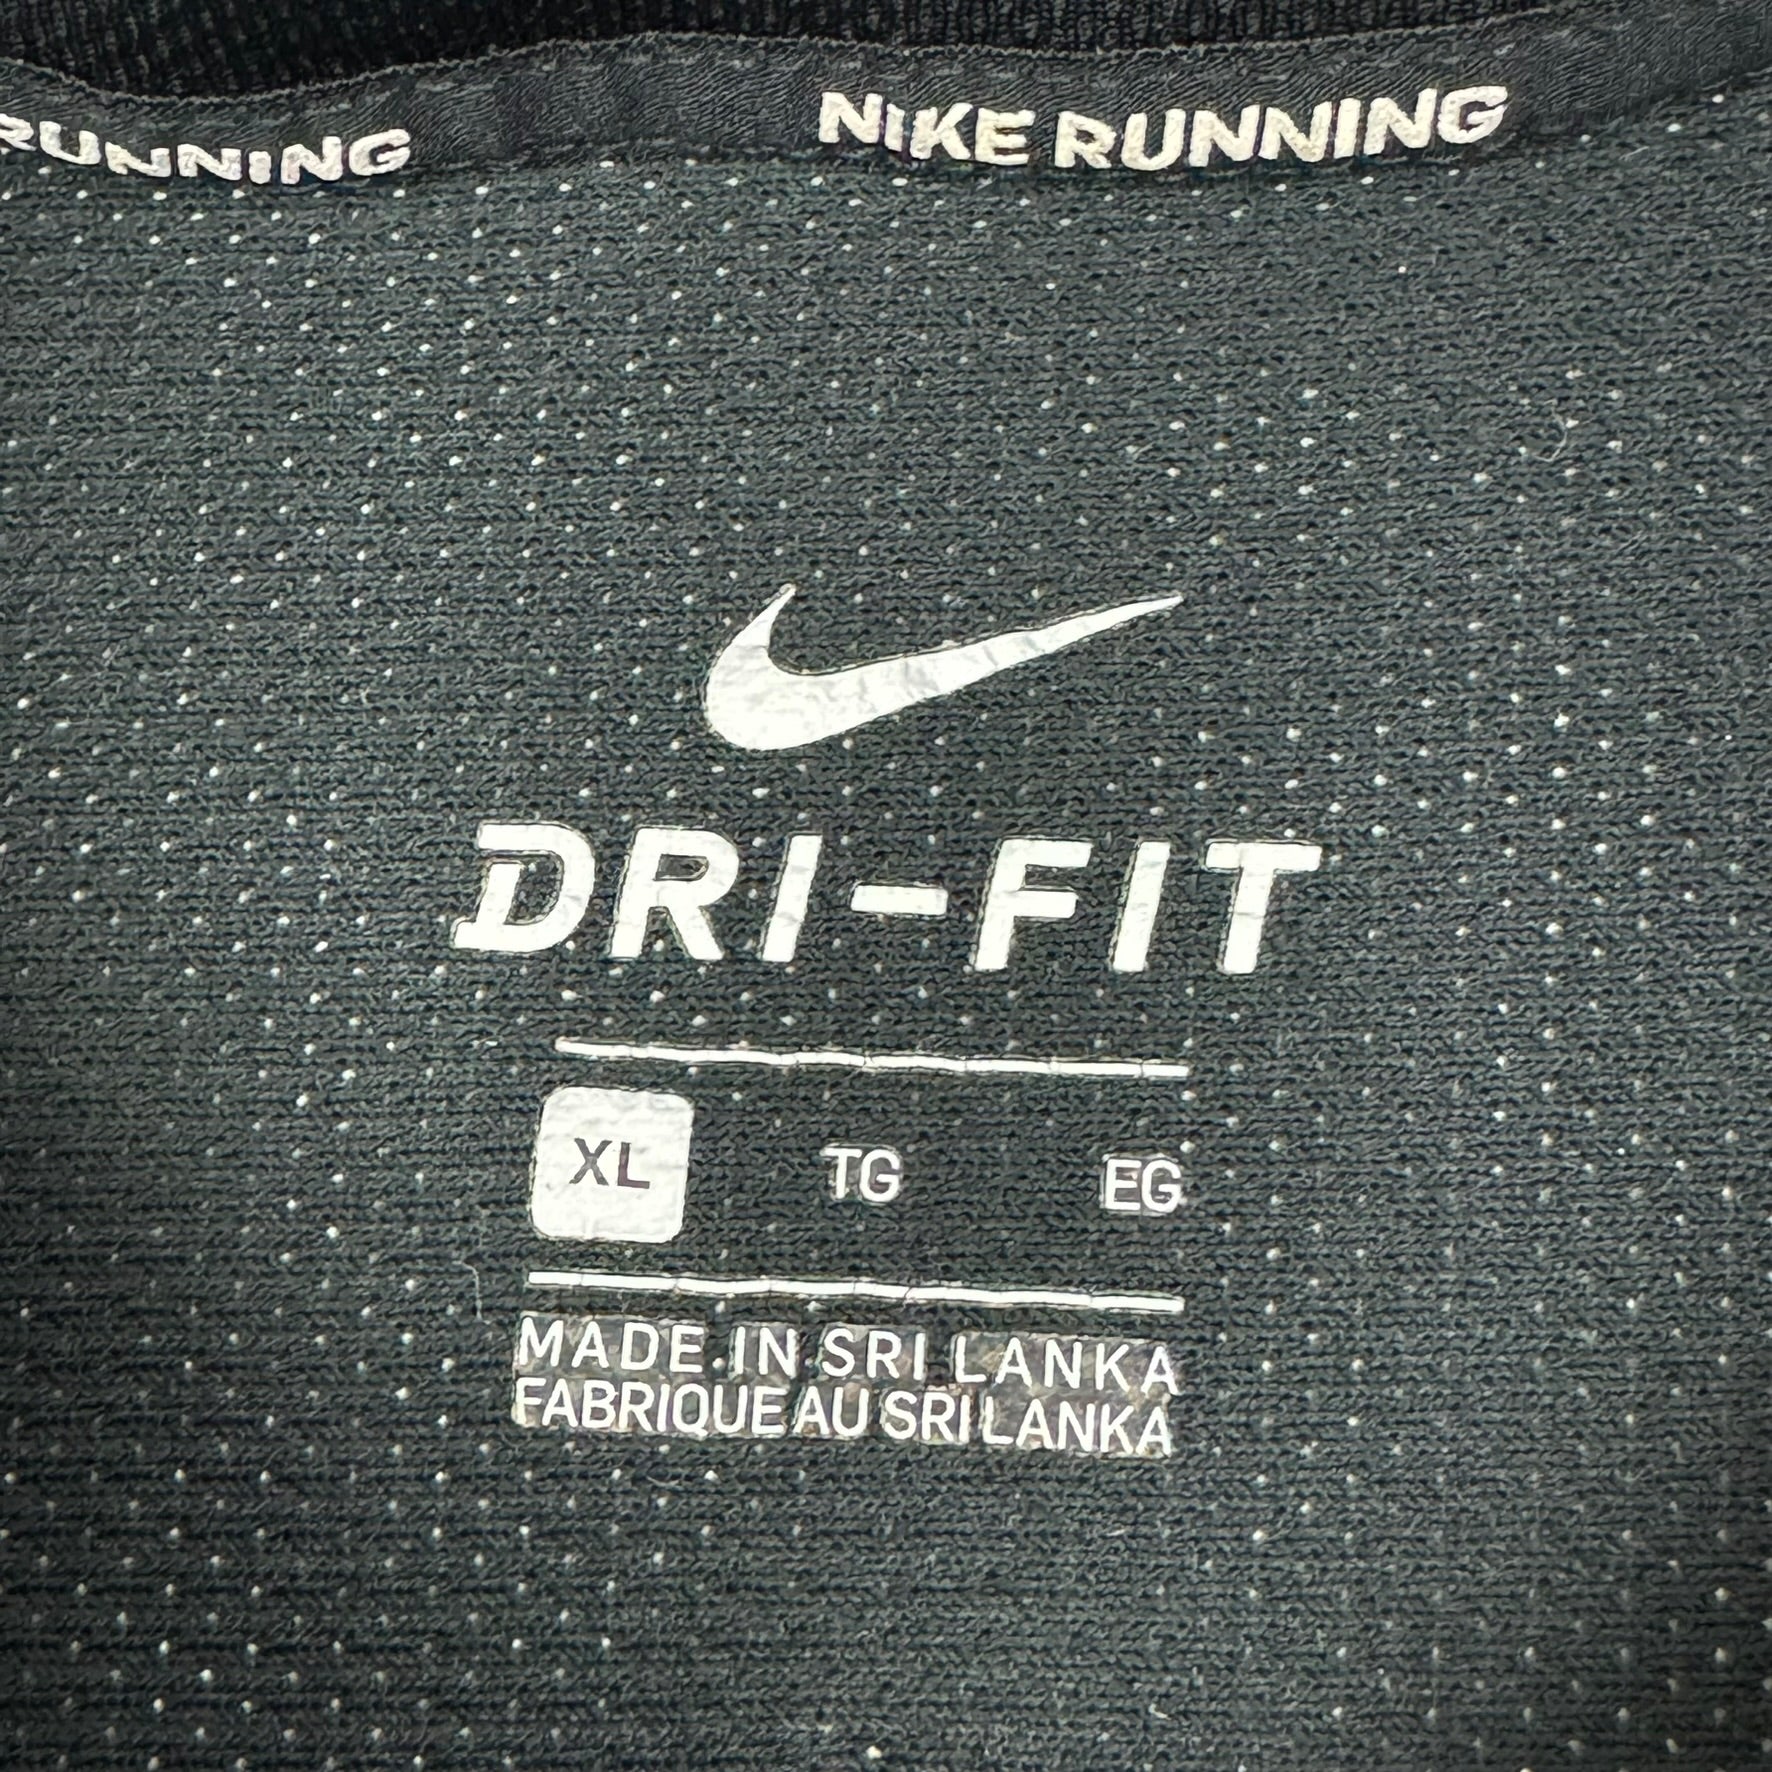 RUNNING NIKE RUNNING
DRI-FIT
XL TG EG
MADE IN SRI LANKA
FABRIQUE AU SRI LANKA